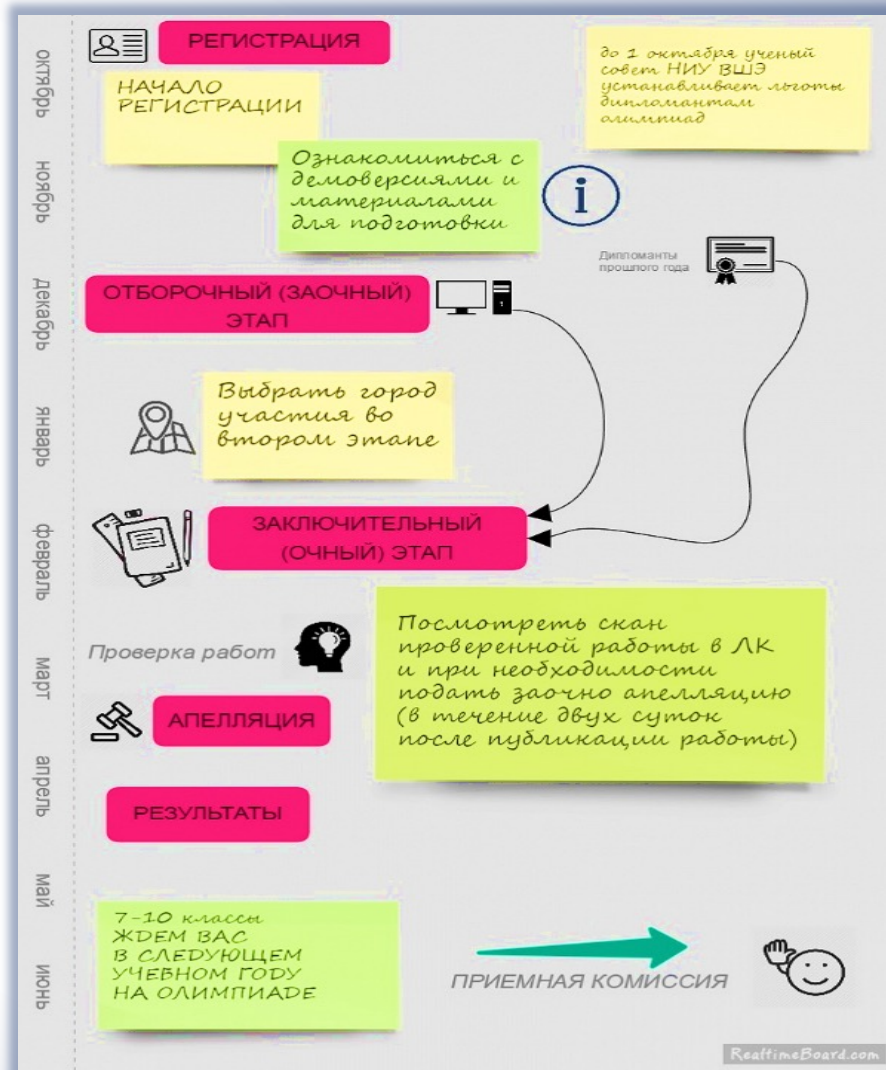 октябрь
РЕГИСТРАЦИЯ
НАЧАЛО
РЕГИСТРАЦИИ
до 1 октября ученый
совет НИУ ВШЭ
устанавливает льготы
дипломантам
олимпиад
ноябрь
Ознакомиться с
демоверсиями и
материалами
для подготовки
i
Дипломанты
прошлого года
декабрь
ОТБОРОЧНЫЙ (ЗАОЧНЫЙ)
ЭТАП
январь
Выбрать город
участия во
втором этапе
февраль
ЗАКЛЮЧИТЕЛЬНЫЙ
(ОЧНЫЙ) ЭТАП
март
Проверка работ
Посмотреть скан
проверенной работы в ЛК
и при необходимости
подать заочно апелляцию
(в течение двух суток
после публикации работы)
АПЕЛЛЯЦИЯ
апрель
РЕЗУЛЬТАТЫ
май
7-10 классы
ЖДЕМ ВАС
В СЛЕДУЮЩЕМ
УЧЕБНОМ ГОДУ
НА ОЛИМПИАДЕ
июнь
ПРИЕМНАЯ КОМИССИЯ
RealtimeBoard.com